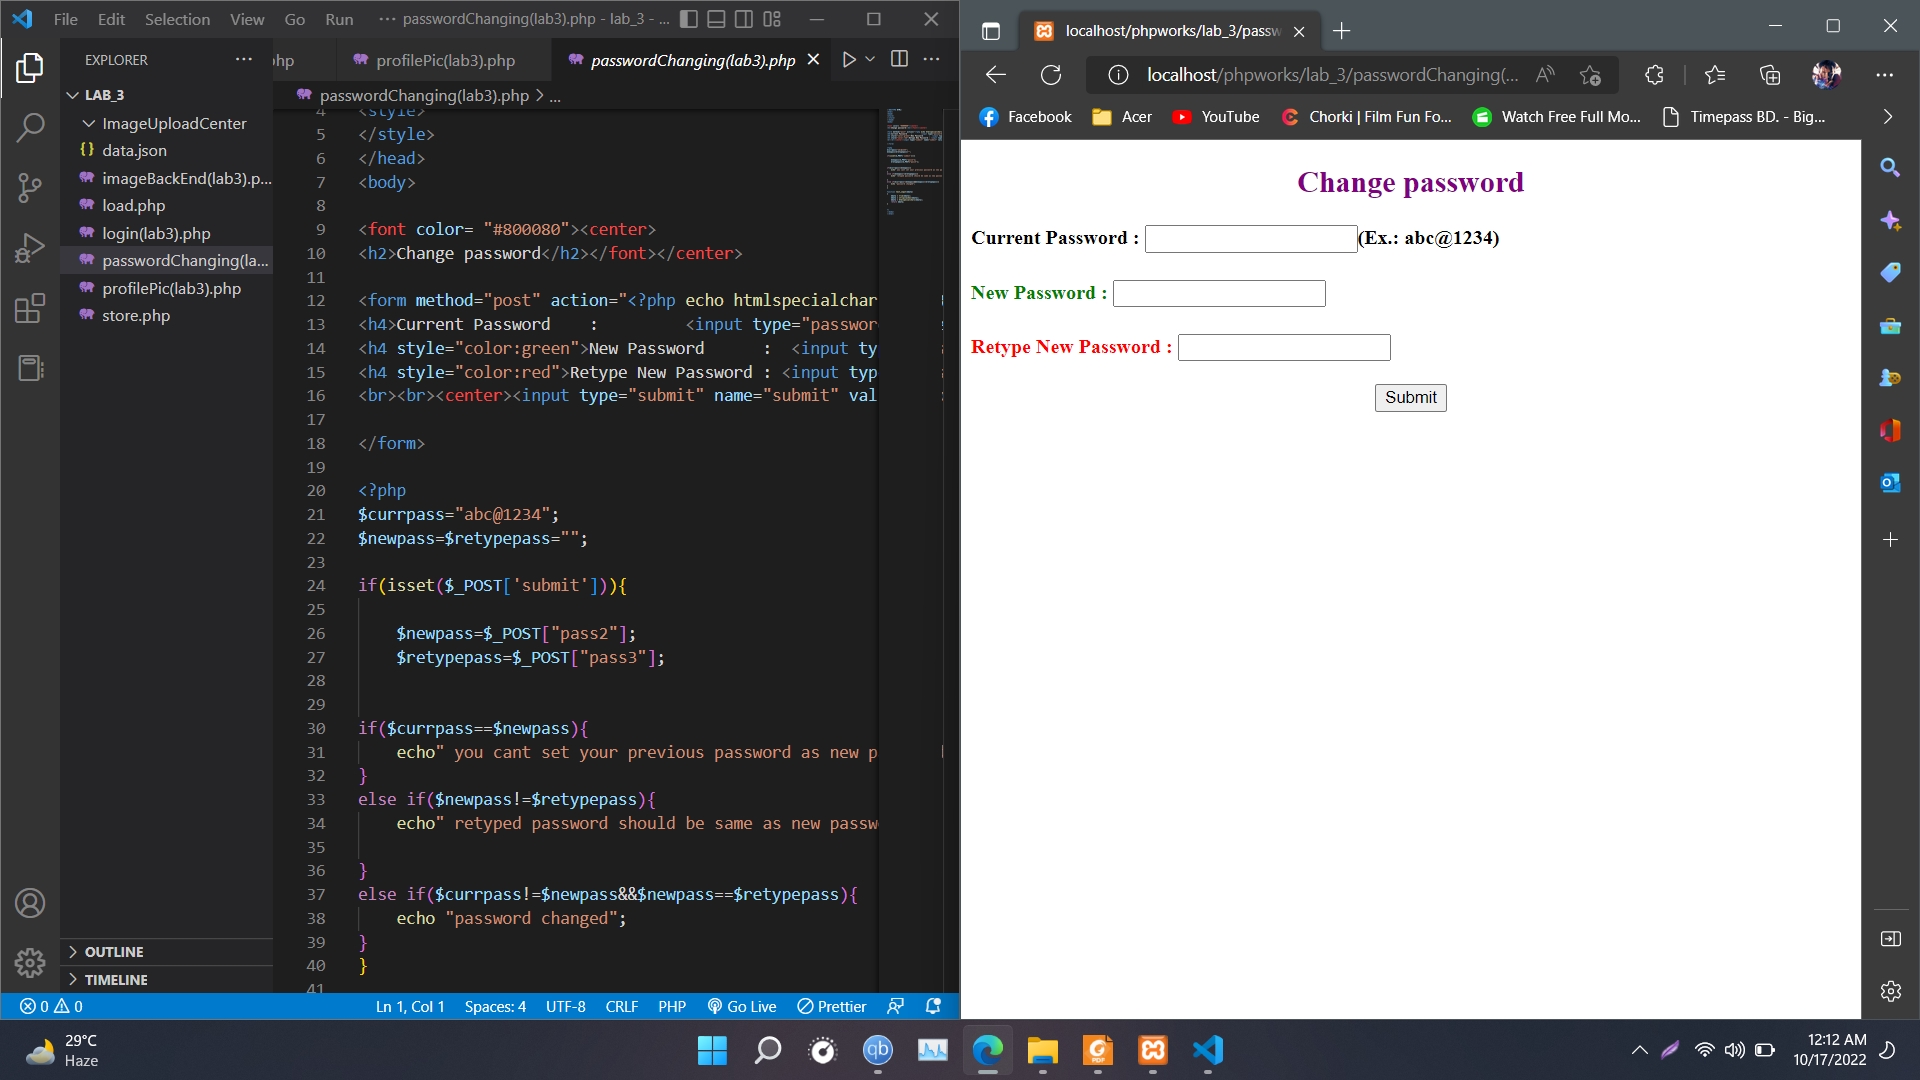 File Edit Selection View Go Run ··· passwordChanging(lab3).php - lab_3 - ...
EXPLORER
LAB_3
ImageUploadCenter
data.json
imageBackEnd(lab3).p...
load.php
login(lab3).php
passwordChanging(la...
profilePic(lab3).php
store.php
OUTLINE
TIMELINE
hp profilePic(lab3).php passwordChanging(lab3).php
passwordChanging(lab3).php > ...
4 <style>
5 </style>
6 </head>
7 <body>
8
9 <font color= "#800080"><center>
10 <h2>Change password</h2></font></center>
11
12 <form method="post" action="<?php echo htmlspecialchar
13 <h4>Current Password : <input type="passwor
14 <h4 style="color:green">New Password : <input ty
15 <h4 style="color:red">Retype New Password : <input typ
16 <br><br><center><input type="submit" name="submit" val
17
18 </form>
19
20 <?php
21 $currpass="abc@1234";
22 $newpass=$retypepass="";
23
24 if(isset($_POST['submit'])){
25
26 $newpass=$_POST["pass2"];
27 $retypepass=$_POST["pass3"];
28
29
30 if($currpass==$newpass){
31 echo" you cant set your previous password as new p
32 }
33 else if($newpass!=$retypepass){
34 echo" retyped password should be same as new passw
35
36 }
37 else if($currpass!=$newpass&&$newpass==$retypepass){
38 echo "password changed";
39 }
40 }
41
0 0 Ln 1, Col 1 Spaces: 4 UTF-8 CRLF PHP Go Live Prettier
localhost/phpworks/lab_3/passw
localhost/phpworks/lab_3/passwordChanging(...
Facebook Acer YouTube Chorki | Film Fun Fo... Watch Free Full Mo... Timepass BD. - Big...
Change password
Current Password : (Ex.: abc@1234)
New Password :
Retype New Password :
Submit
29°C
Haze
qb
12:12 AM
10/17/2022